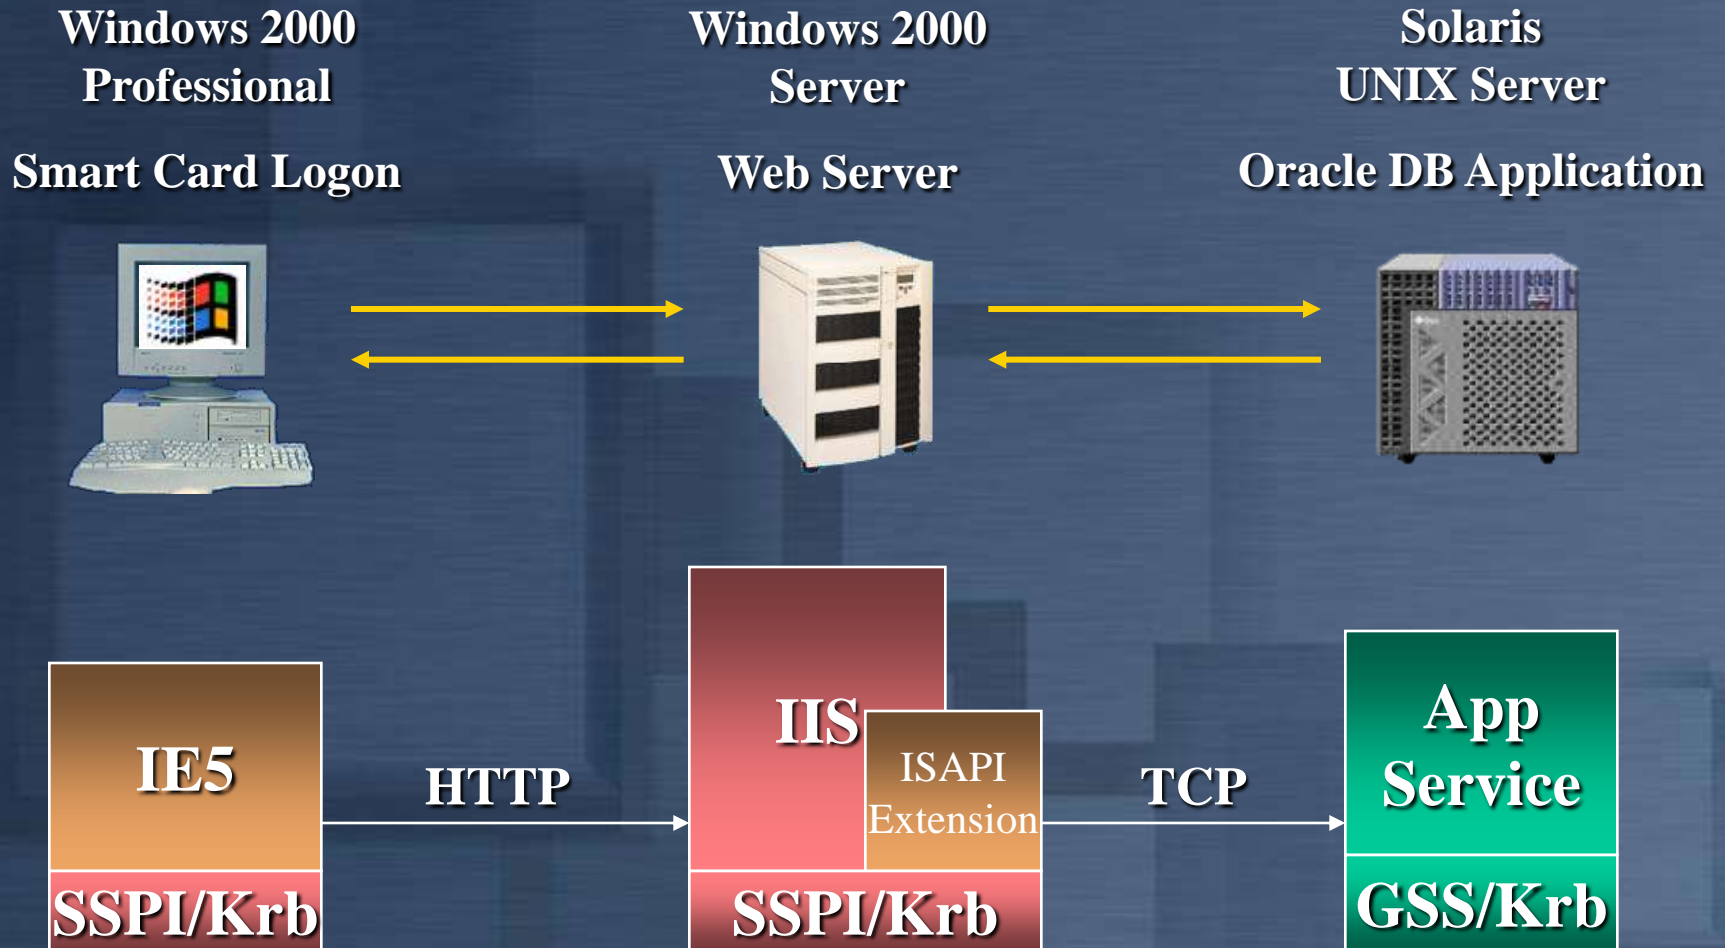 Windows 2000
Professional
Smart Card Logon
Windows 2000
Server
Web Server
Solaris
UNIX Server
Oracle DB Application
IE5
SSPI/Krb
HTTP
IIS
ISAPI
Extension
SSPI/Krb
TCP
App
Service
GSS/Krb